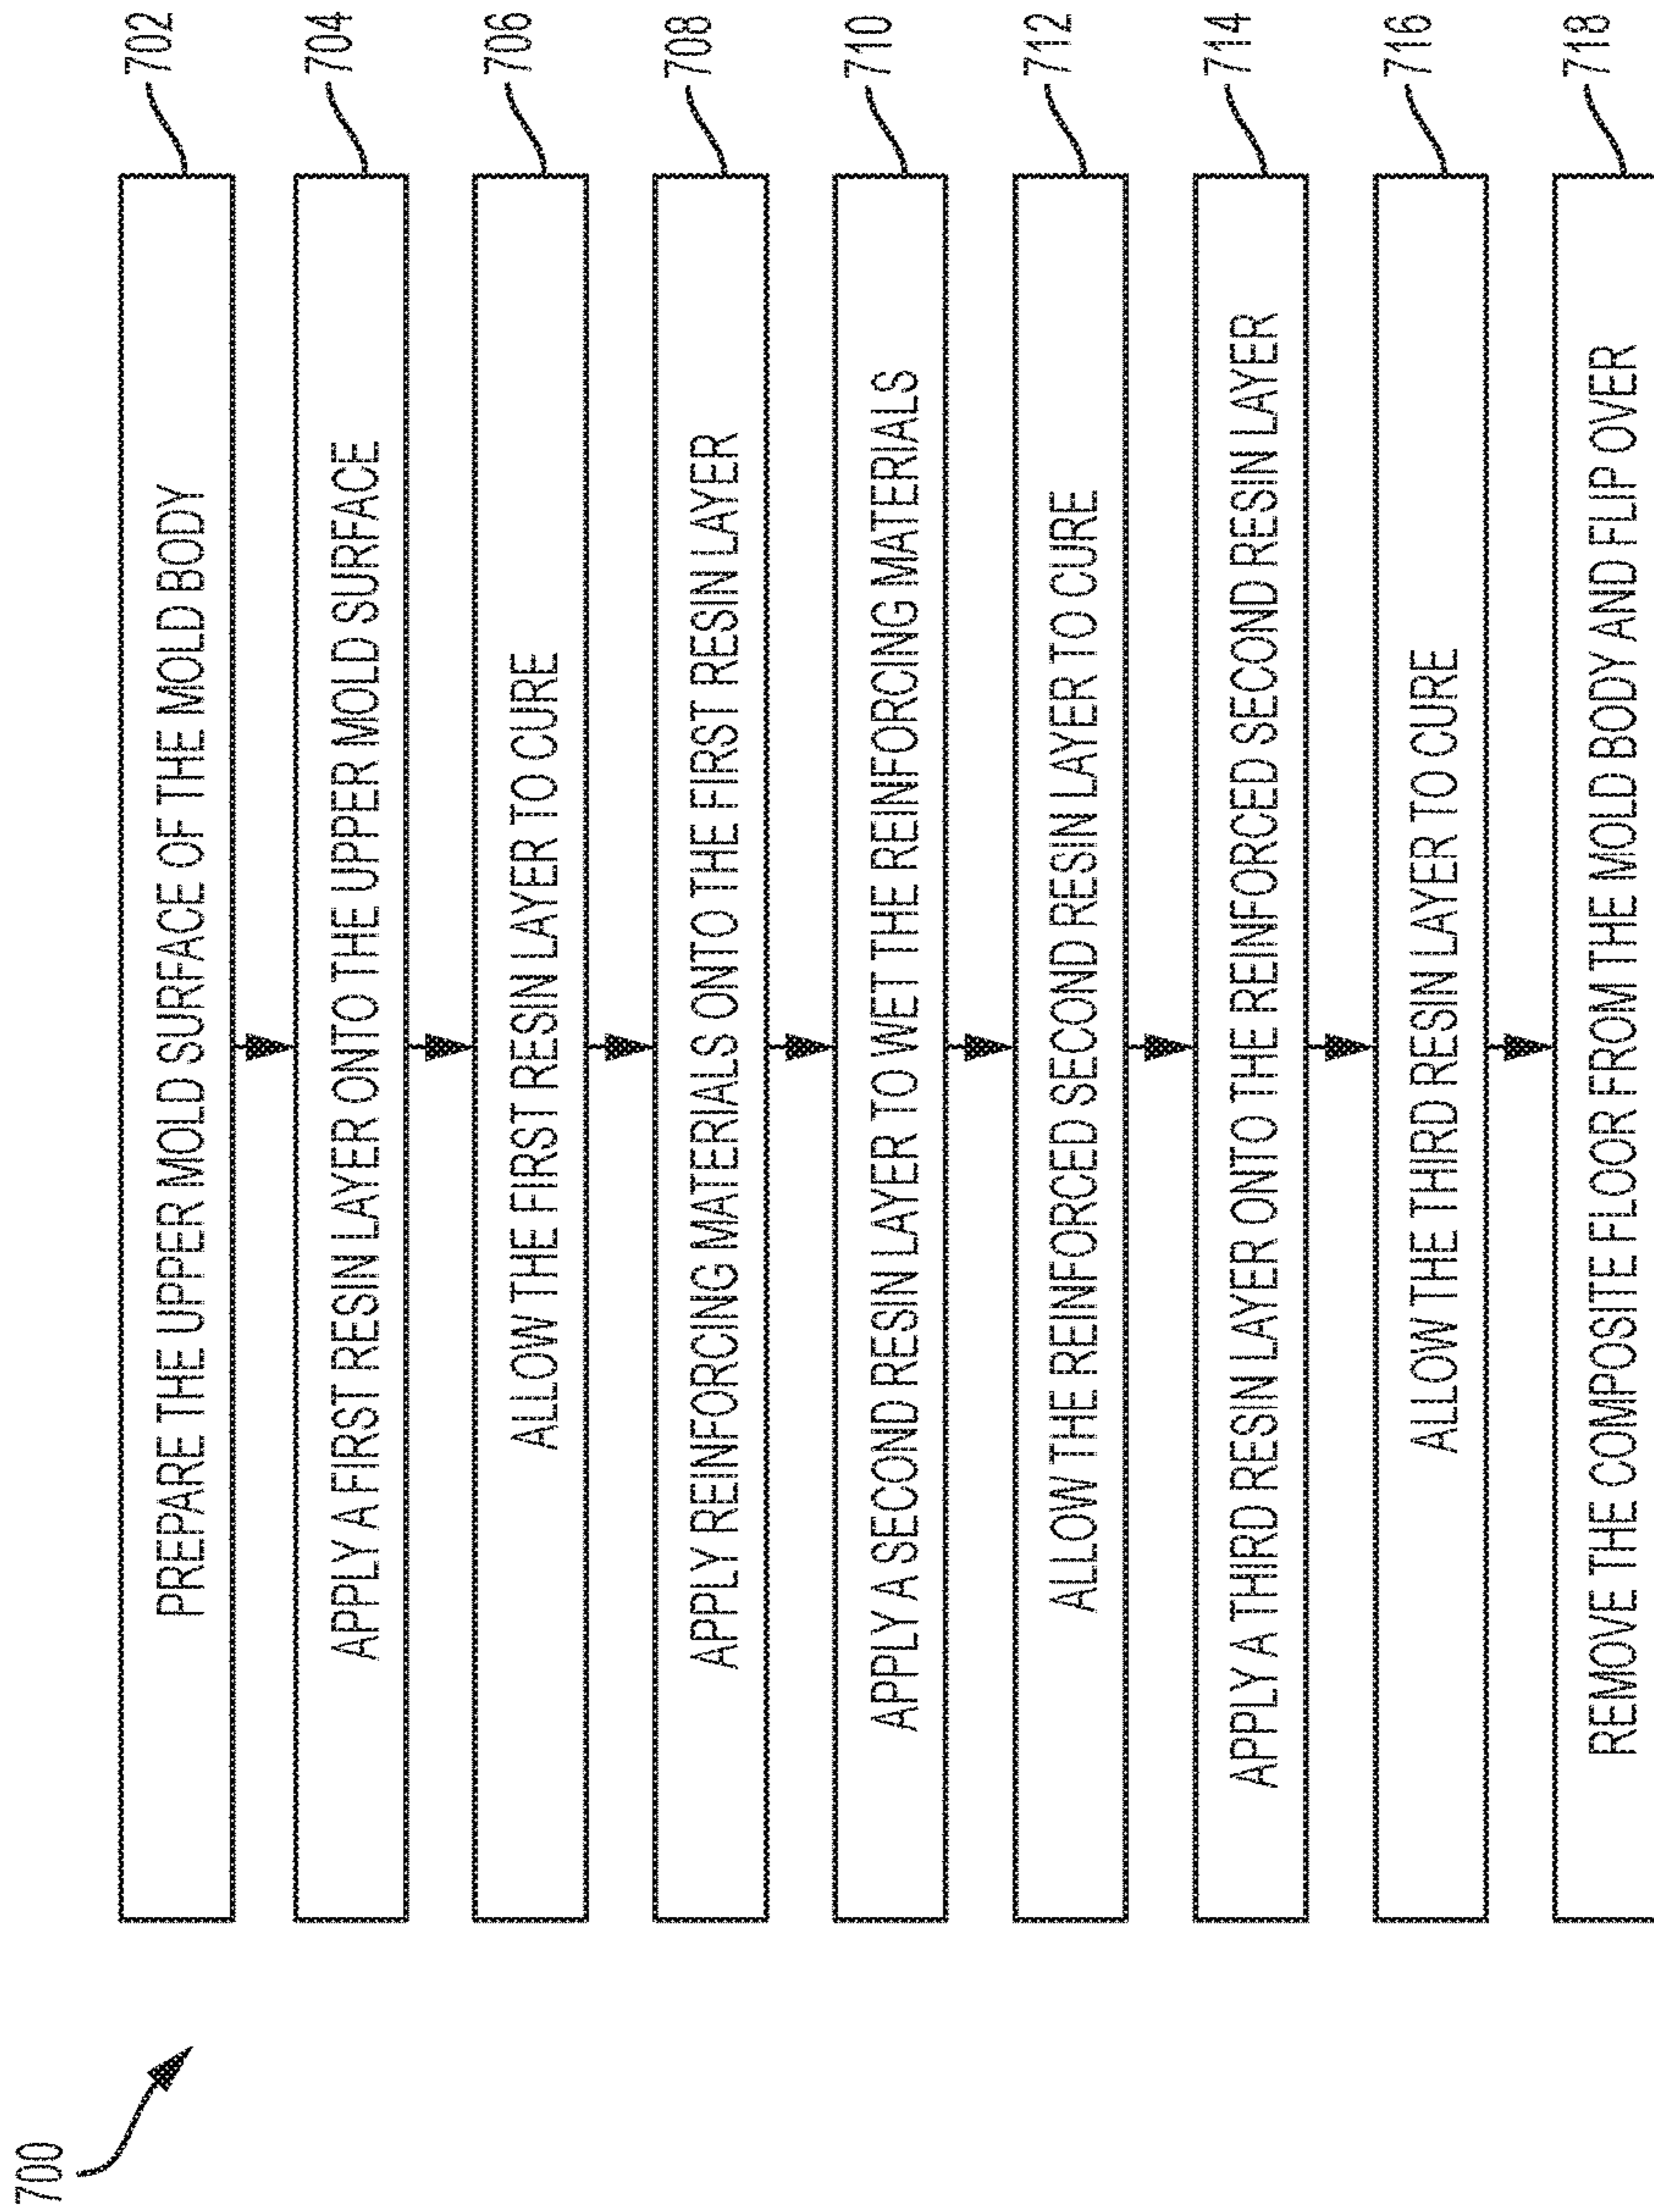 700
PREPARE THE UPPER MOLD SURFACE OF THE MOLD BODY
702
APPLY A FIRST RESIN LAYER ONTO THE UPPER MOLD SURFACE
704
ALLOW THE FIRST RESIN LAYER TO CURE
706
APPLY REINFORCING MATERIALS ONTO THE FIRST RESIN LAYER
708
APPLY A SECOND RESIN LAYER TO WET THE REINFORCING MATERIALS
710
ALLOW THE REINFORCED SECOND RESIN LAYER TO CURE
712
APPLY A THIRD RESIN LAYER ONTO THE REINFORCED SECOND RESIN LAYER
714
ALLOW THE THIRD RESIN LAYER TO CURE
716
REMOVE THE COMPOSITE FLOOR FROM THE MOLD BODY AND FLIP OVER
718